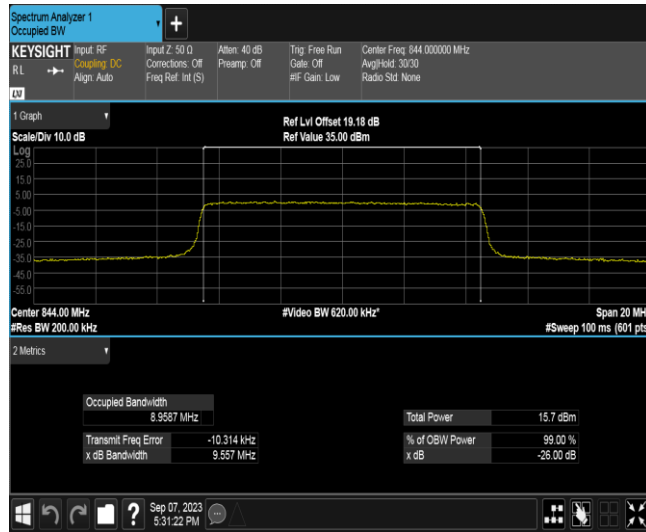 Spectrum Analyzer 1
Occupied BW
KEYSIGHT
RL
LXI
Input: RF
Coupling: DC
Align: Auto
Input Z: 50 Ω
Corrections: Off
Freq Ref: Int (S)
Atten: 40 dB
Preamp: Off
Trig: Free Run
Gate: Off
#IF Gain: Low
Center Freq: 844.000000 MHz
Avg|Hold: 30/30
Radio Std: None
1 Graph
Scale/Div 10.0 dB
Ref Lvl Offset 19.18 dB
Ref Value 35.00 dBm
Log
25.0
15.0
5.00
-5.00
-15.0
-25.0
-35.0
-45.0
-55.0
Center 844.00 MHz
#Res BW 200.00 kHz
#Video BW 620.00 kHz*
Span 20 MH
#Sweep 100 ms (601 pts
2 Metrics
Occupied Bandwidth
8.9587 MHz
Transmit Freq Error -10.314 kHz
x dB Bandwidth 9.557 MHz
Total Power 15.7 dBm
% of OBW Power 99.00 %
x dB -26.00 dB
Sep 07, 2023
5:31:22 PM